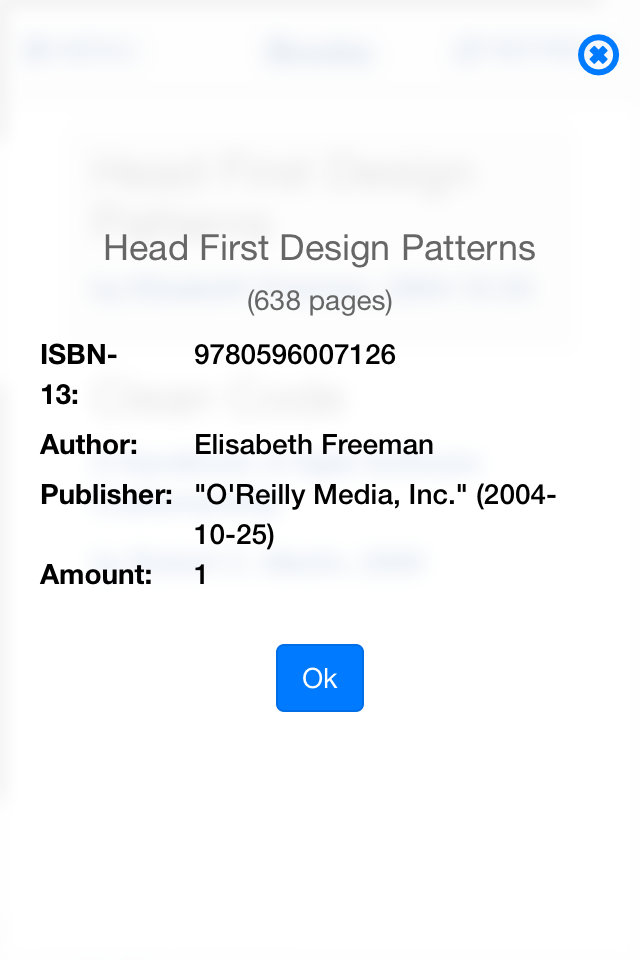 Head First Design Patterns
(638 pages)
ISBN- 9780596007126
13:
Author: Elisabeth Freeman
Publisher: "O'Reilly Media, Inc." (2004-
10-25)
Amount: 1
Ok